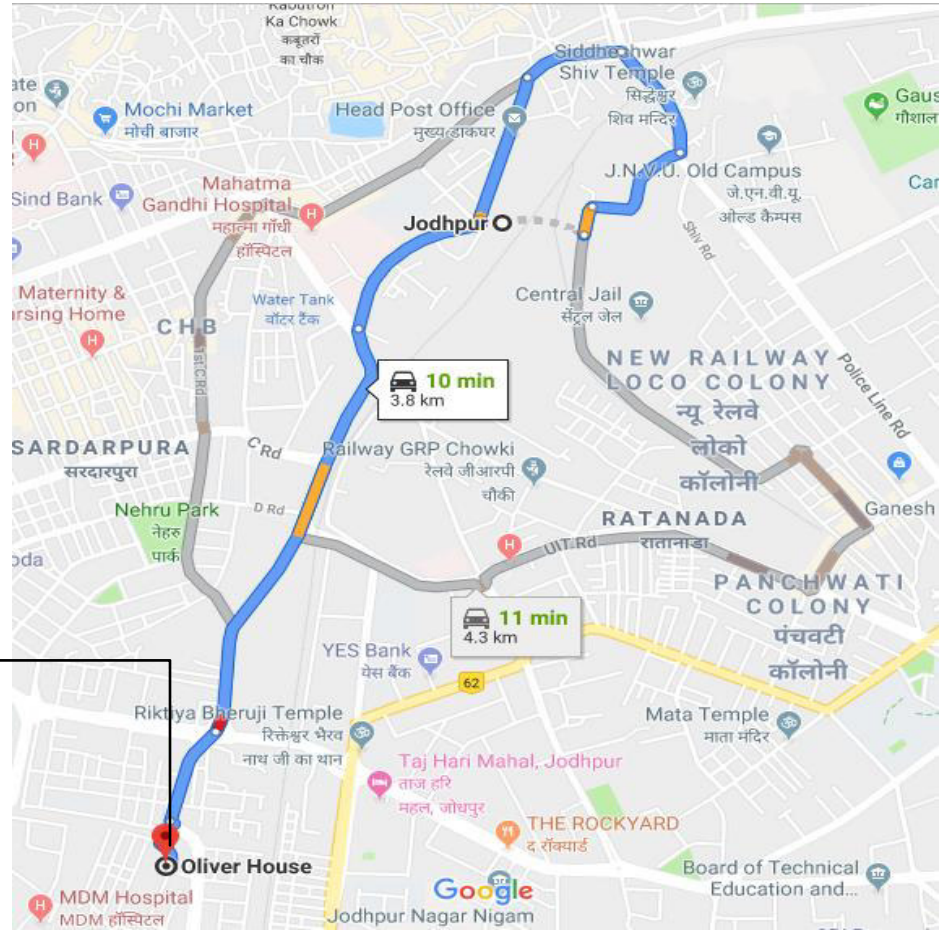 Kabutron
Ka Chowk
कबूतरों
का चौक
Siddheshwar
Shiv Temple
सिद्धेश्वर
शिव मन्दिर
Mochi Market
मोची बाजार
Head Post Office
मुख्य डाकघर
गौशाला
J.N.V.U. Old Campus
जे.एन.वी.यू.
ओल्ड कैम्पस
Sind Bank
Mahatma
Gandhi Hospital
महात्मा गाँधी
हॉस्पिटल
Jodhpur
Shiv Rd
Maternity &
Water Tank
वॉटर टैंक
Central Jail
सेंट्रल जेल
CHB
1st C Rd
NEW RAILWAY
LOCO COLONY
न्यू रेलवे
लोको
कॉलोनी
Police Line Rd
10 min
3.8 km
SARDARPURA
सरदारपुरा
C Rd
Railway GRP Chowki
रेलवे जीआरपी
चौकी
Nehru Park
नेहरु
पार्क
D Rd
RATANADA
रातानाडा
Ganesh
UIT Rd
PANCHWATI
COLONY
पंचवटी
कॉलोनी
11 min
4.3 km
YES Bank
येस बैंक
62
Riktiya Bheruji Temple
रिक्तेश्वर भैरव
नाथ जी का थान
Mata Temple
माता मंदिर
Taj Hari Mahal, Jodhpur
ताज हरि
महल, जोधपुर
THE ROCKYARD
द रॉक्यार्ड
Oliver House
Board of Technical
Education and...
MDM Hospital
MDM हॉस्पिटल
Google
Jodhpur Nagar Nigam